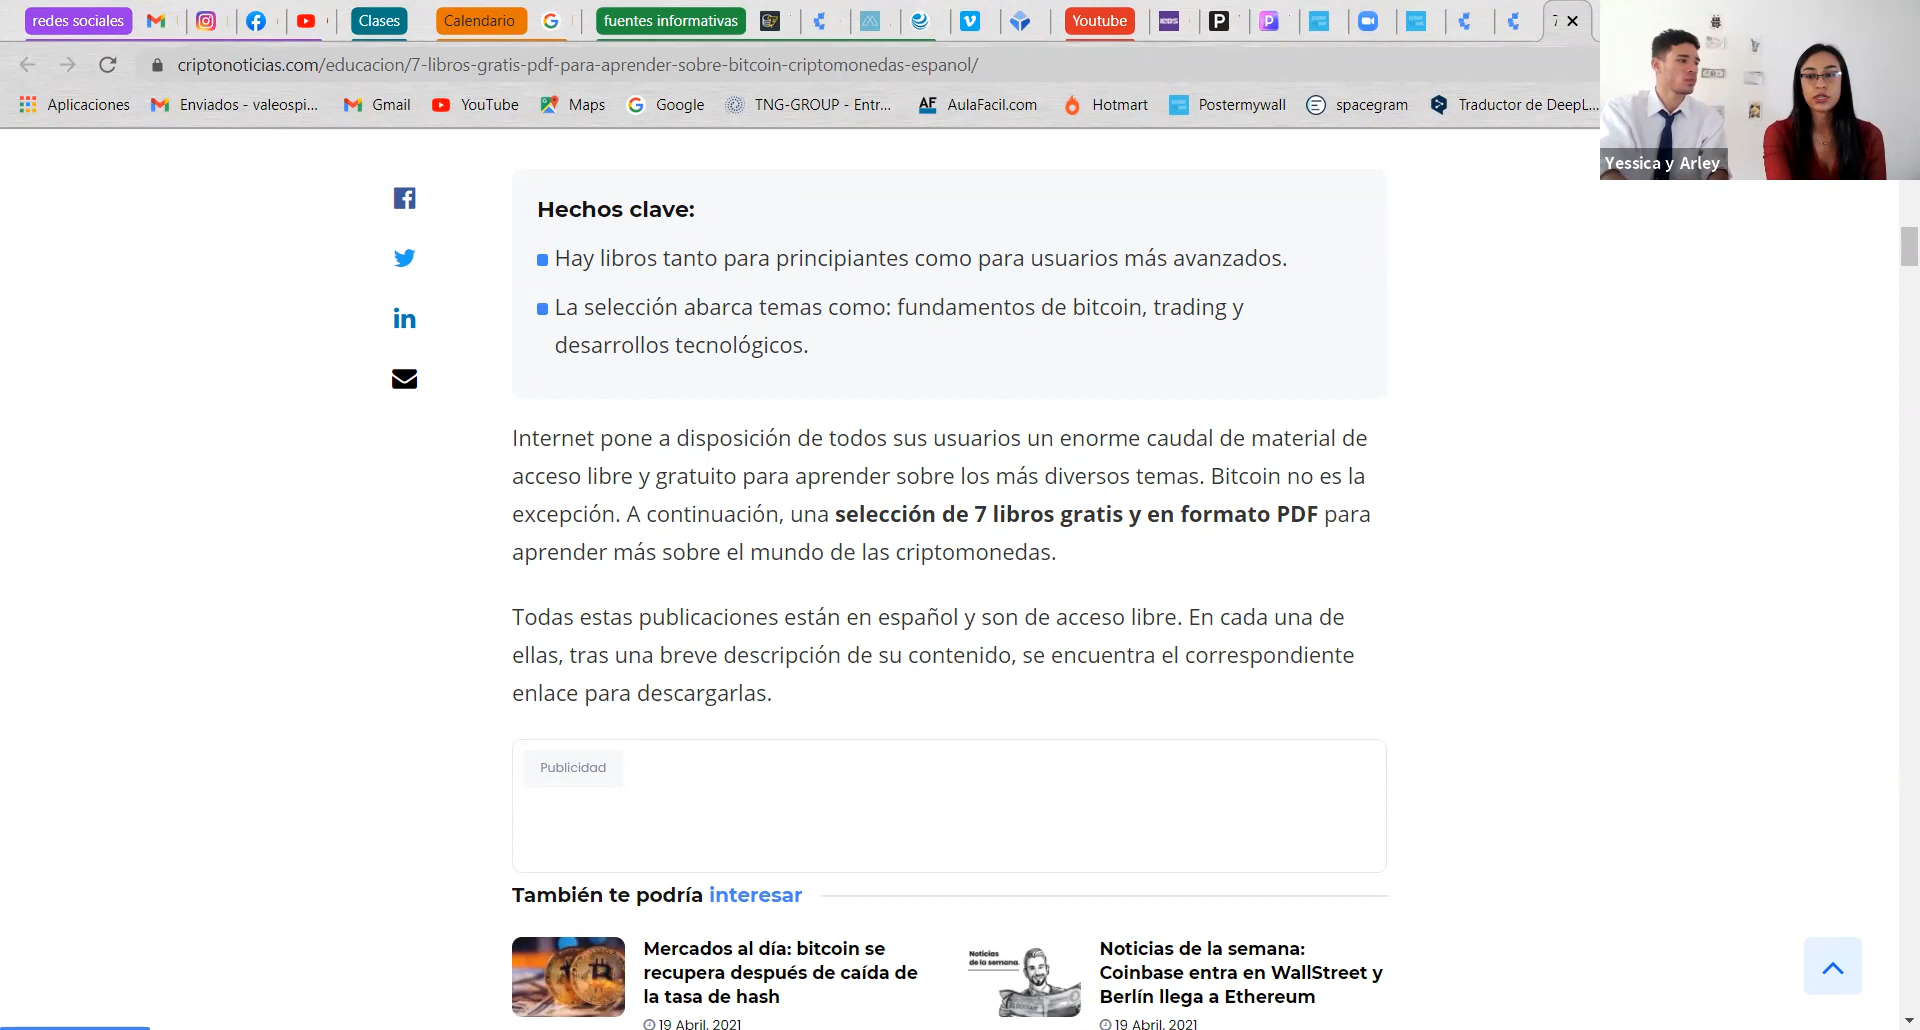 redes sociales
Clases
Calendario
fuentes informativas
Youtube
7
criptonoticias.com/educacion/7-libros-gratis-pdf-para-aprender-sobre-bitcoin-criptomonedas-espanol/
Aplicaciones
Enviados - valeospi...
Gmail
YouTube
Maps
Google
TNG-GROUP - Entr...
AulaFacil.com
Hotmart
Postermywall
spacegram
Traductor de DeepL...
Yessica y Arley
Hechos clave:
Hay libros tanto para principiantes como para usuarios más avanzados.
La selección abarca temas como: fundamentos de bitcoin, trading y
desarrollos tecnológicos.
Internet pone a disposición de todos sus usuarios un enorme caudal de material de
acceso libre y gratuito para aprender sobre los más diversos temas. Bitcoin no es la
excepción. A continuación, una selección de 7 libros gratis y en formato PDF para
aprender más sobre el mundo de las criptomonedas.
Todas estas publicaciones están en español y son de acceso libre. En cada una de
ellas, tras una breve descripción de su contenido, se encuentra el correspondiente
enlace para descargarlas.
Publicidad
También te podría interesar
Mercados al día: bitcoin se
recupera después de caída de
la tasa de hash
19 Abril, 2021
Noticias
de la semana
Noticias de la semana:
Coinbase entra en WallStreet y
Berlín llega a Ethereum
19 Abril, 2021